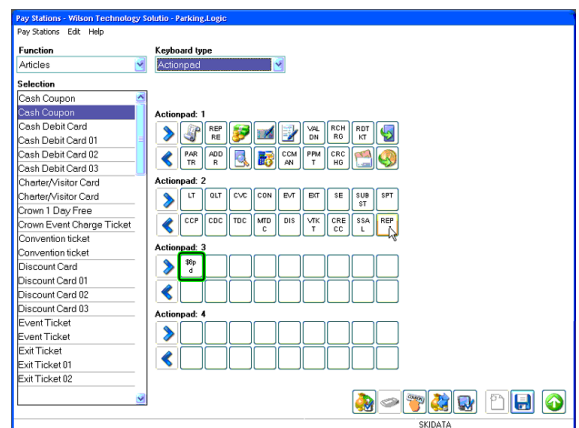 Pay Stations - Wilson Technology Solutio - Parking.Logic
Pay Stations Edit Help
Function
Keyboard type
Articles
Actionpad
Selection
Cash Coupon
Cash Coupon
Cash Debit Card
Cash Debit Card 01
Cash Debit Card 02
Cash Debit Card 03
Charter/Visitor Card
Charter/Visitor Card
Crown 1 Day Free
Crown Event Charge Ticket
Convention ticket
Convention ticket
Discount Card
Discount Card 01
Discount Card 02
Discount Card 03
Event Ticket
Event Ticket
Exit Ticket
Exit Ticket 01
Exit Ticket 02
Actionpad: 1
REP RE VAL DN RCH RG RDT KT
PAR TR ADD R CCM AN PPM T CRC HG
Actionpad: 2
LT OLT CVC CON EVT EXT SE SUB ST SPT
CCP CDC TDC MTD C DIS VTK T CRE CC SSA L REP
Actionpad: 3
$6p d
Actionpad: 4
CANCEL
SKIDATA